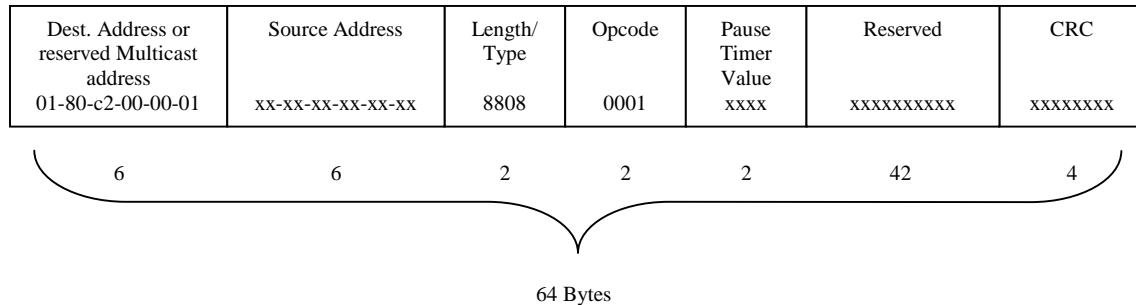 Dest. Address or
reserved Multicast
address
01-80-c2-00-00-01
Source Address
xx-xx-xx-xx-xx-xx
Length/
Type
8808
Opcode
0001
Pause
Timer
Value
xxxx
Reserved
xxxxxxxxxx
CRC
xxxxxxxx
6
6
2
2
2
42
4
64 Bytes